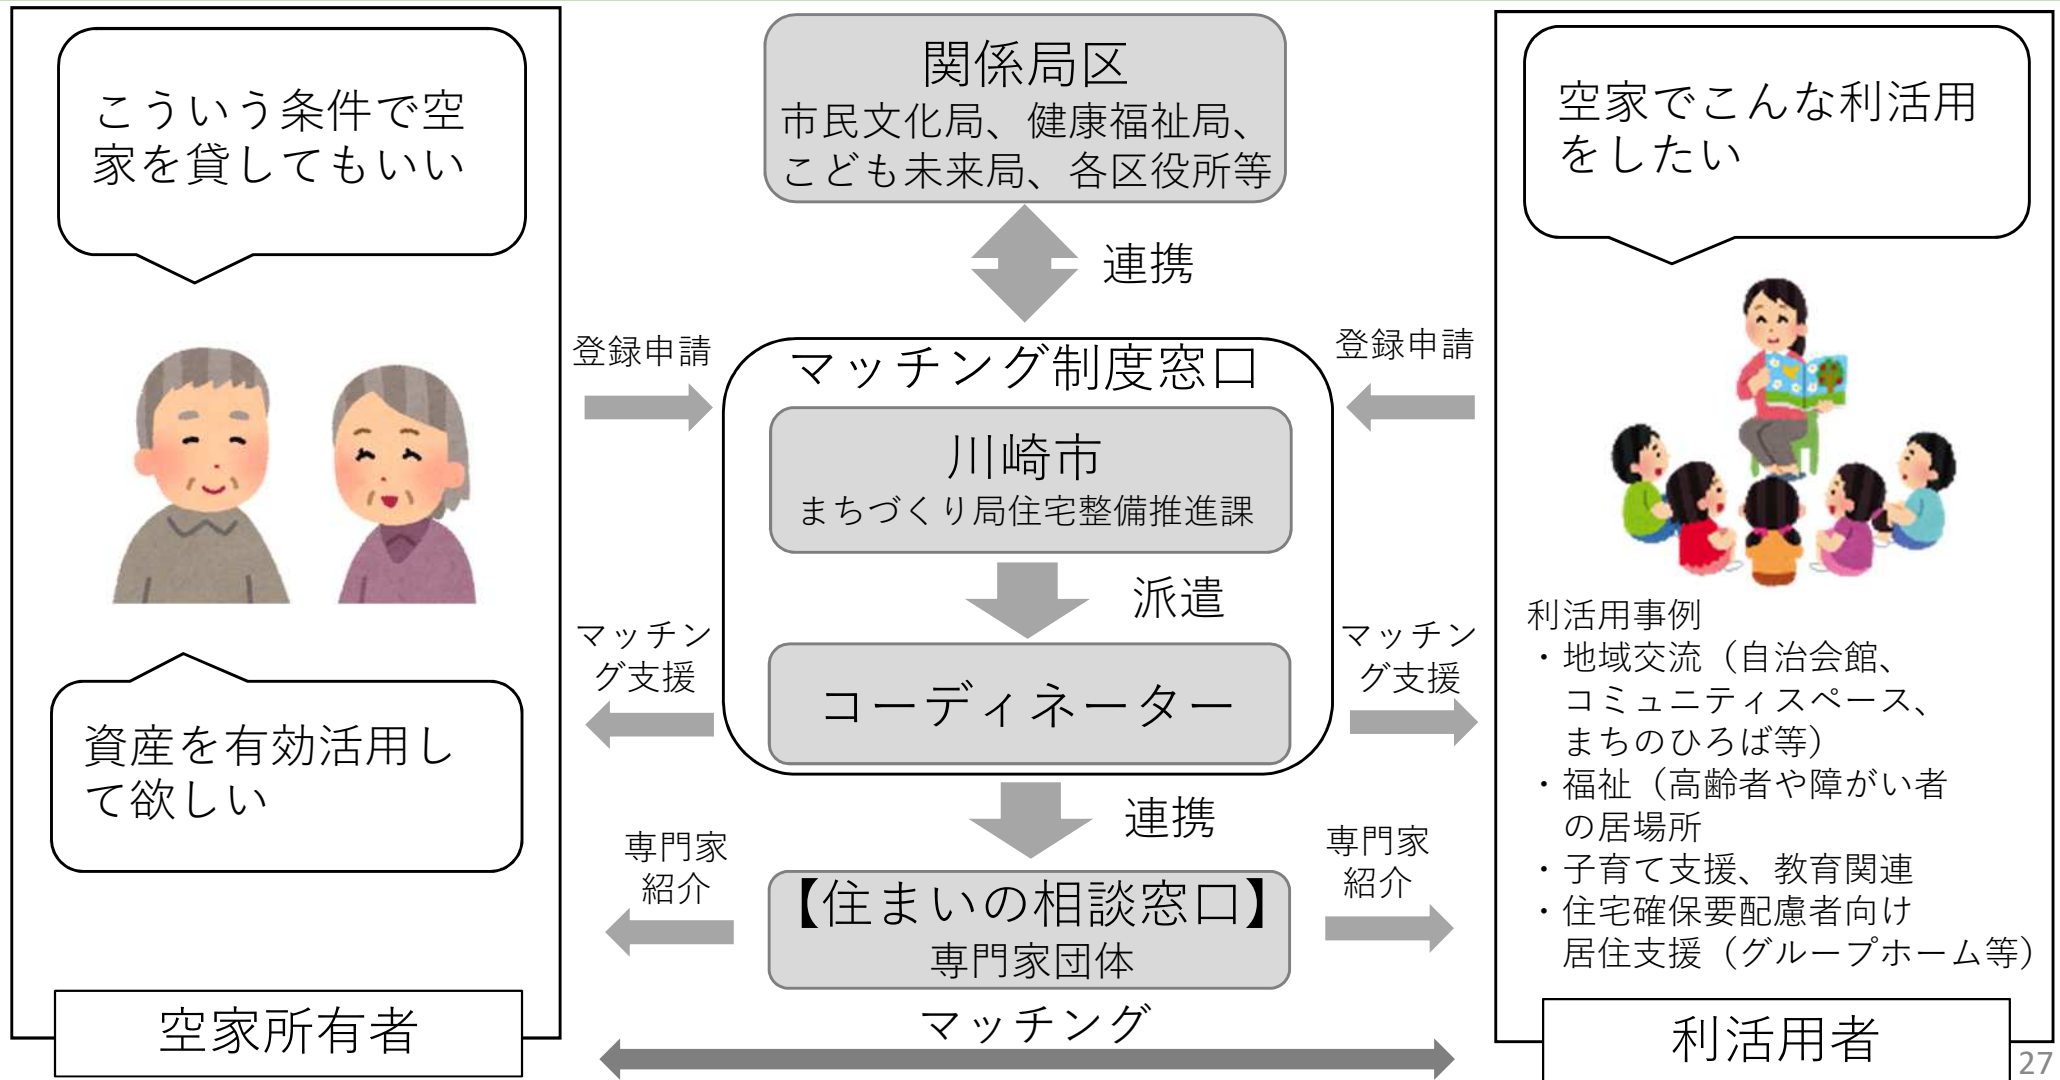 こういう条件で空
家を貸してもいい
資産を有効活用し
て欲しい
空家所有者
関係局区
市民文化局、健康福祉局、
こども未来局、各区役所等
連携
登録申請
登録申請
マッチング制度窓口
川崎市
まちづくり局住宅整備推進課
派遣
マッチン
グ支援
マッチン
グ支援
コーディネーター
連携
専門家
紹介
専門家
紹介
【住まいの相談窓口】
専門家団体
マッチング
空家でこんな利活用
をしたい
利活用事例
・地域交流（自治会館、
コミュニティスペース、
まちのひろば等）
・福祉（高齢者や障がい者
の居場所
・子育て支援、教育関連
・住宅確保要配慮者向け
居住支援（グループホーム等）
利活用者
27